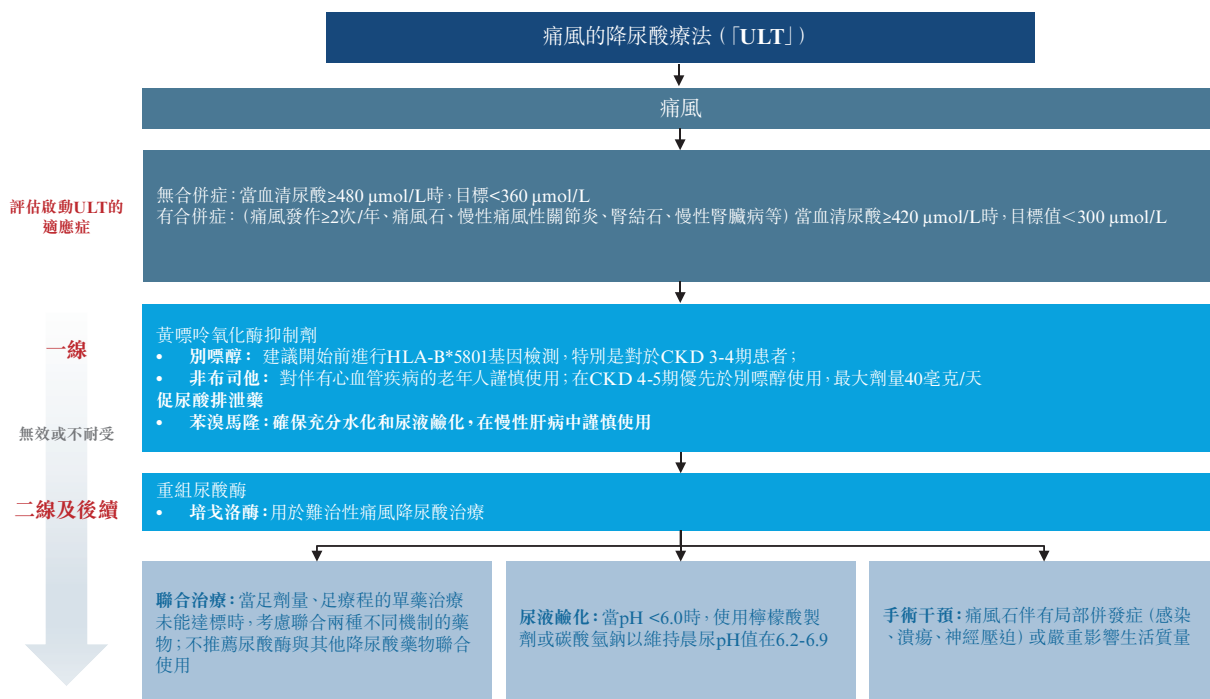 痛風的降尿酸療法（「ULT」）
痛風
評估啟動ULT的
適應症
無合併症：當血清尿酸≥480 μmol/L時，目標<360 μmol/L
有合併症：（痛風發作≥2次/年、痛風石、慢性痛風性關節炎、腎結石、慢性腎臟病等）當血清尿酸≥420 μmol/L時，目標值＜300 μmol/L
一線
黃嘌呤氧化酶抑制劑
• 別嘌醇： 建議開始前進行HLA-B*5801基因檢測，特別是對於CKD 3-4期患者；
• 非布司他： 對伴有心血管疾病的老年人謹慎使用；在CKD 4-5期優先於別嘌醇使用，最大劑量40毫克/天
促尿酸排泄藥
• 苯溴馬隆：確保充分水化和尿液鹼化，在慢性肝病中謹慎使用
無效或不耐受
二線及後續
重組尿酸酶
• 培戈洛酶：用於難治性痛風降尿酸治療
聯合治療：當足劑量、足療程的單藥治療
未能達標時，考慮聯合兩種不同機制的藥
物；不推薦尿酸酶與其他降尿酸藥物聯合
使用
尿液鹼化：當pH <6.0時，使用檸檬酸製
劑或碳酸氫鈉以維持晨尿pH值在6.2-6.9
手術干預：痛風石伴有局部併發症（感染
、潰瘍、神經壓迫）或嚴重影響生活質量